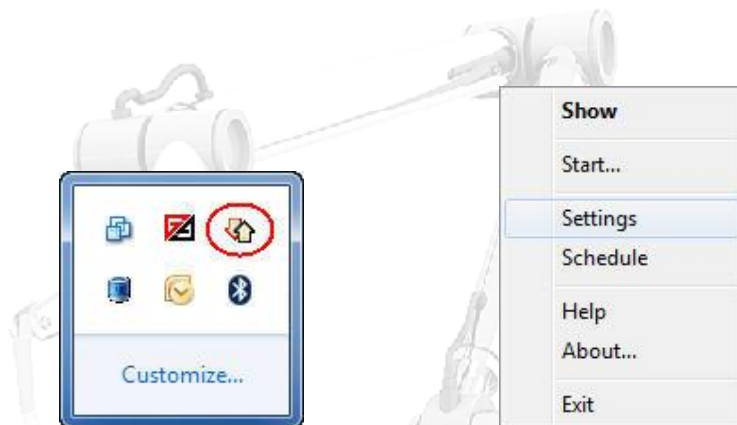 Show
Start...
Settings
Schedule
Help
About...
Exit
Customize...